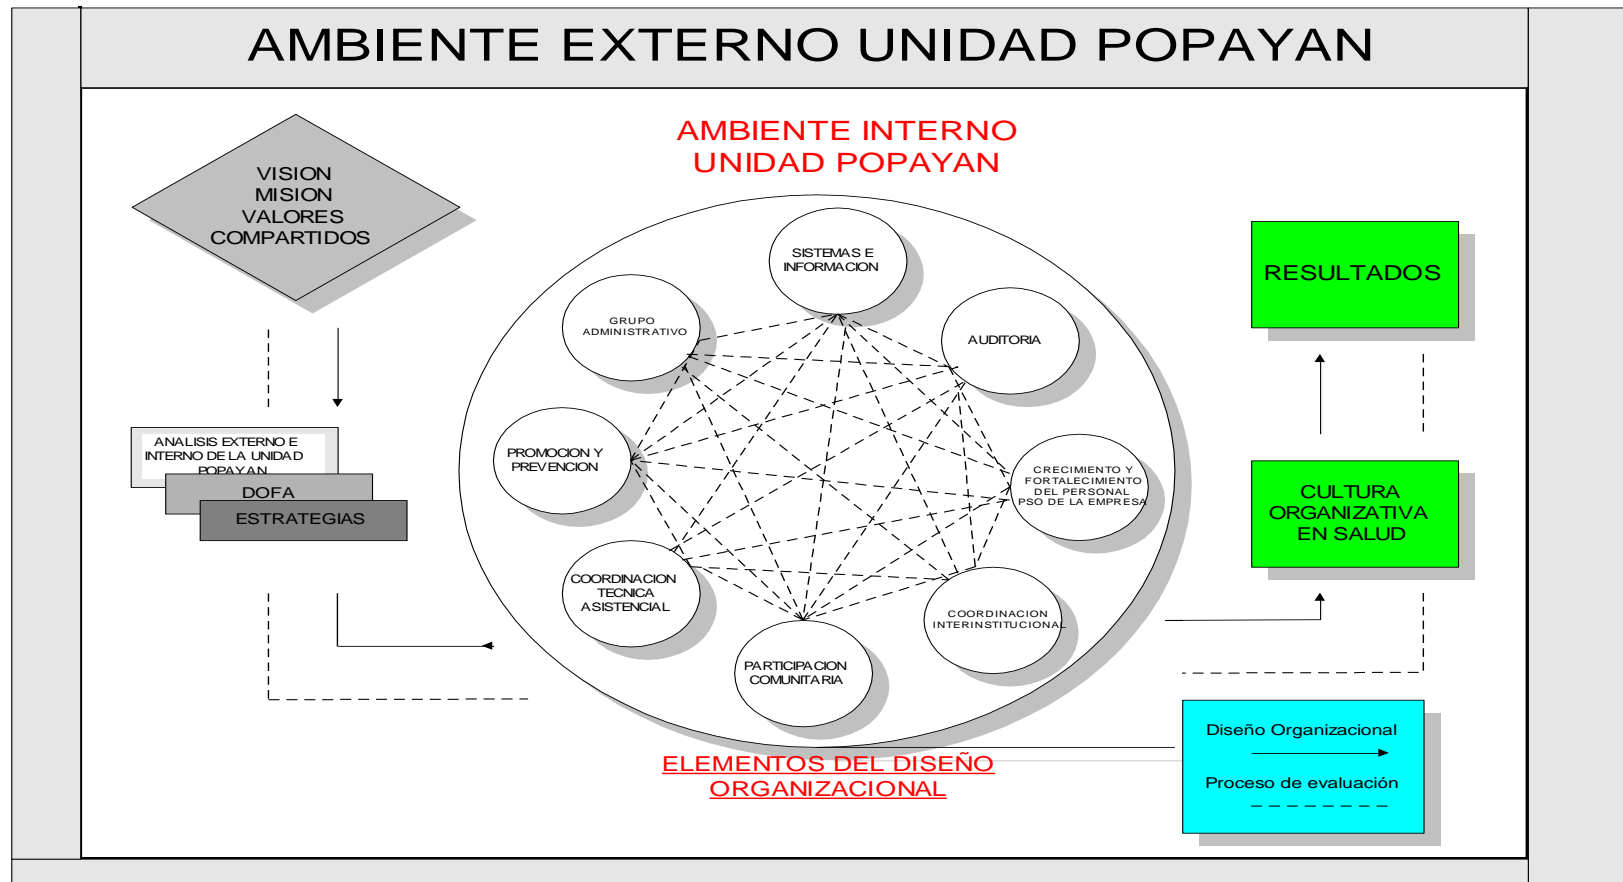 AMBIENTE EXTERNO UNIDAD POPAYAN
AMBIENTE INTERNO
UNIDAD POPAYAN
VISION
MISION
VALORES
COMPARTIDOS
ANALISIS EXTERNO E
INTERNO DE LA UNIDAD
POPAYAN
DOFA
ESTRATEGIAS
SISTEMAS E
INFORMACION
GRUPO
ADMINISTRATIVO
AUDITORIA
PROMOCION Y
PREVENCION
CRECIMIENTO Y
FORTALECIMIENTO
DEL PERSONAL
PSO DE LA EMPRESA
COORDINACION
TECNICA
ASISTENCIAL
COORDINACION
INTERINSTITUCIONAL
PARTICIPACION
COMUNITARIA
ELEMENTOS DEL DISEÑO
ORGANIZACIONAL
RESULTADOS
CULTURA
ORGANIZATIVA
EN SALUD
Diseño Organizacional
Proceso de evaluación